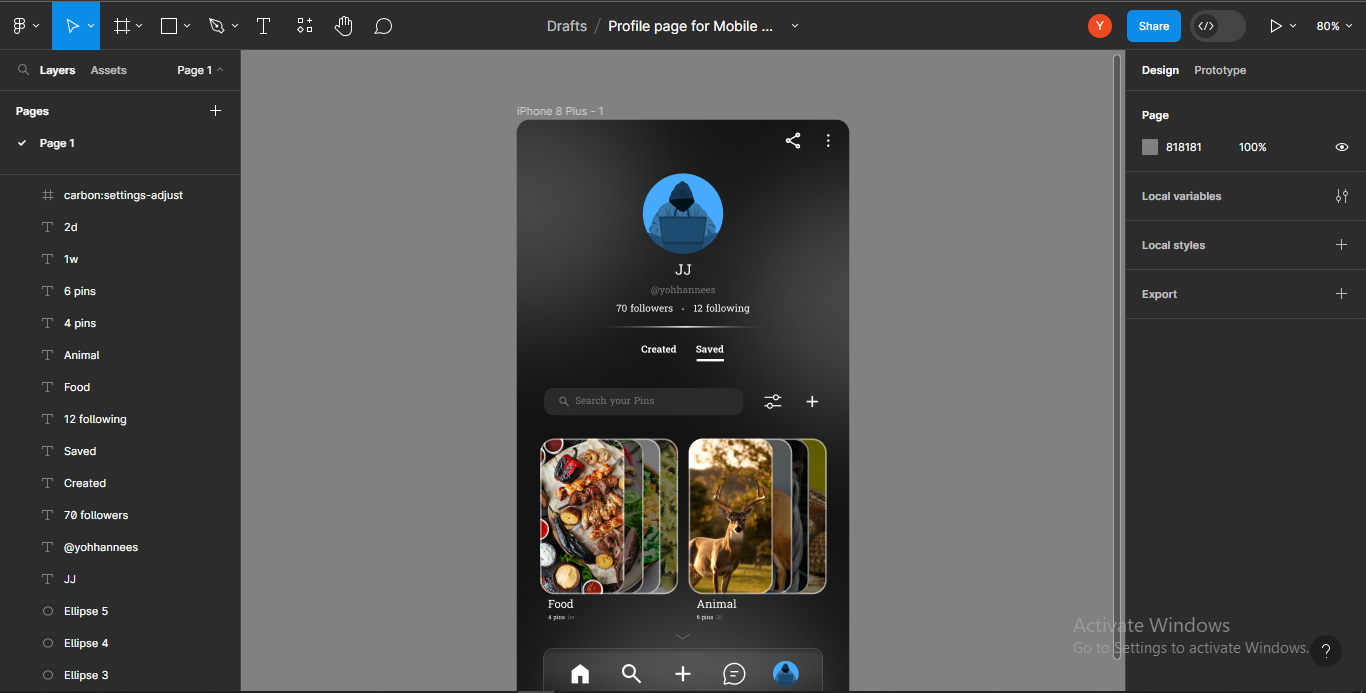 Drafts / Profile page for Mobile ...
Y
Share
80%
Layers
Assets
Page 1
Pages
Page 1
carbon:settings-adjust
2d
1w
6 pins
4 pins
Animal
Food
12 following
Saved
Created
70 followers
@yohhannees
JJ
Ellipse 5
Ellipse 4
Ellipse 3
iPhone 8 Plus - 1
JJ
@yohhannees
70 followers · 12 following
Created
Saved
Search your Pins
Food
4 pins 1w
Animal
6 pins 2d
Design
Prototype
Page
818181
100%
Local variables
Local styles
Export
Activate Windows
Go to Settings to activate Windows.
?